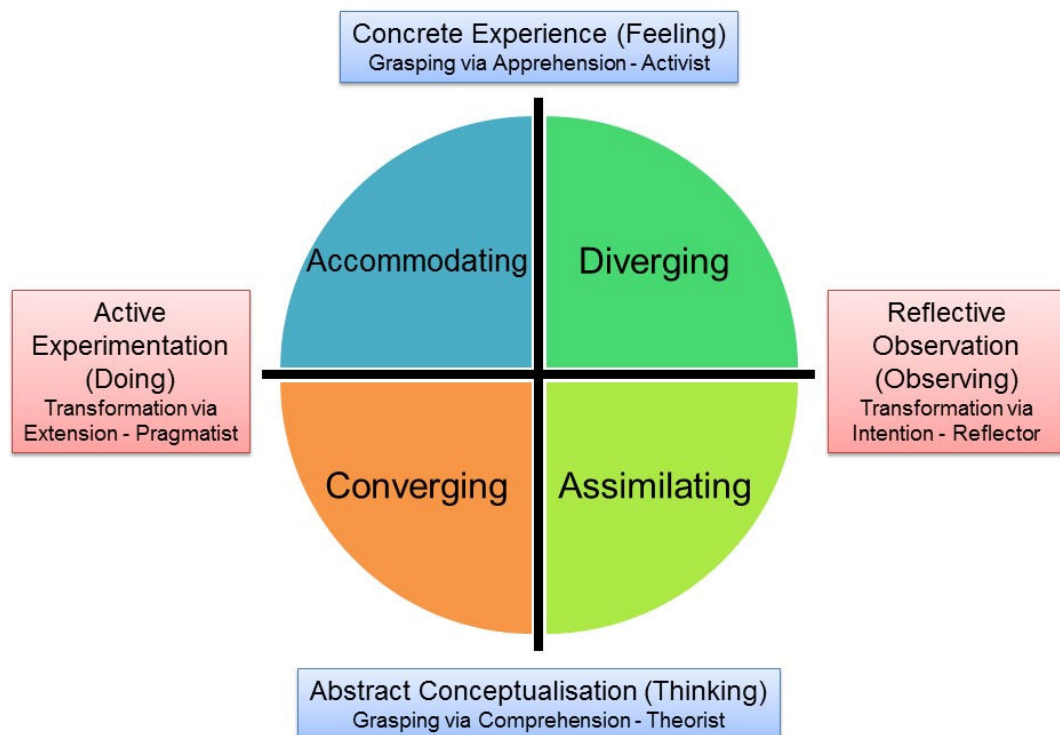 Concrete Experience (Feeling)
Grasping via Apprehension - Activist
Accommodating
Diverging
Active
Experimentation
(Doing)
Transformation via
Extension - Pragmatist
Reflective
Observation
(Observing)
Transformation via
Intention - Reflector
Converging
Assimilating
Abstract Conceptualisation (Thinking)
Grasping via Comprehension - Theorist